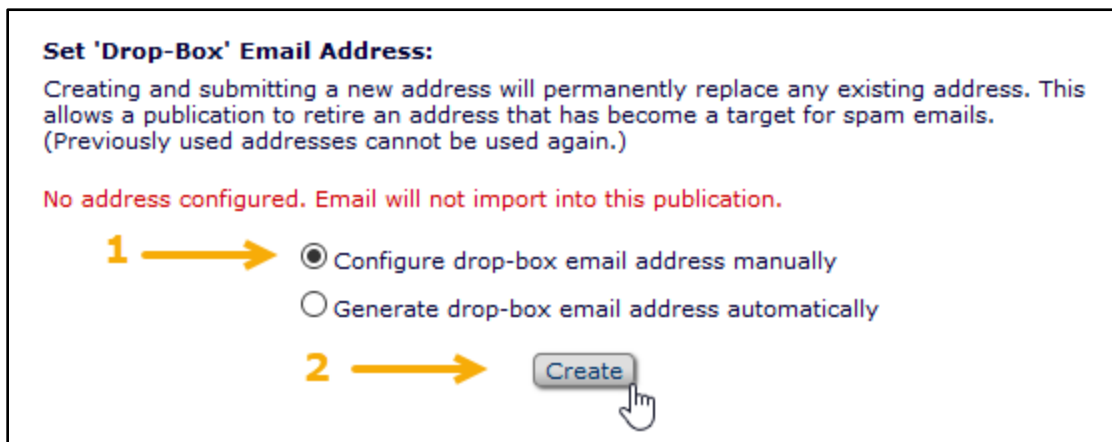 Set 'Drop-Box' Email Address:
Creating and submitting a new address will permanently replace any existing address. This
allows a publication to retire an address that has become a target for spam emails.
(Previously used addresses cannot be used again.)
No address configured. Email will not import into this publication.
1 Configure drop-box email address manually
Generate drop-box email address automatically
2 Create